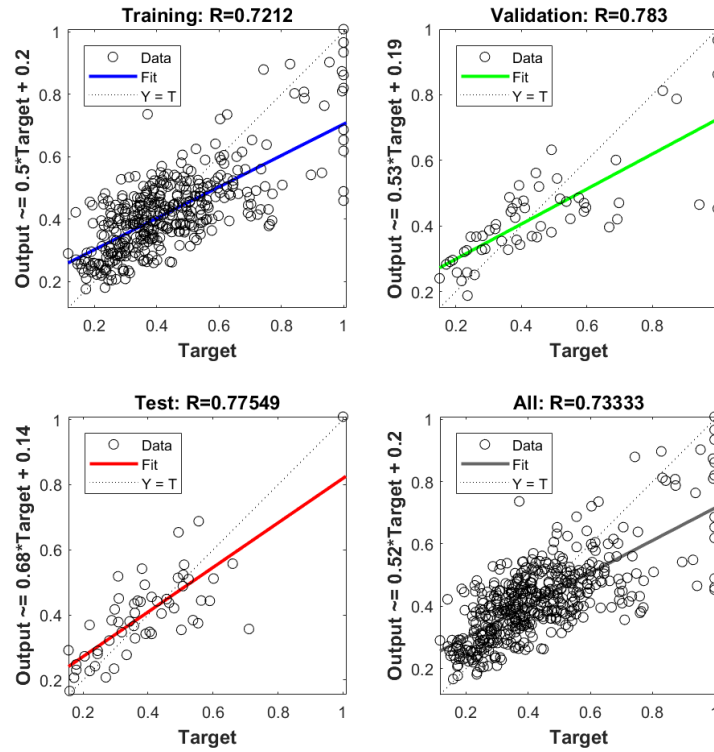 Training: R=0.7212
Output ~= 0.5*Target + 0.2
1
0.8
0.6
0.4
0.2
Data
Fit
Y = T
0.2 0.4 0.6 0.8 1
Target
Validation: R=0.783
Output ~= 0.53*Target + 0.19
1
0.8
0.6
0.4
0.2
Data
Fit
Y = T
0.2 0.4 0.6 0.8
Target
Test: R=0.77549
Output ~= 0.68*Target + 0.14
1
0.8
0.6
0.4
0.2
Data
Fit
Y = T
0.2 0.4 0.6 0.8 1
Target
All: R=0.73333
Output ~= 0.52*Target + 0.2
1
0.8
0.6
0.4
0.2
Data
Fit
Y = T
0.2 0.4 0.6 0.8 1
Target